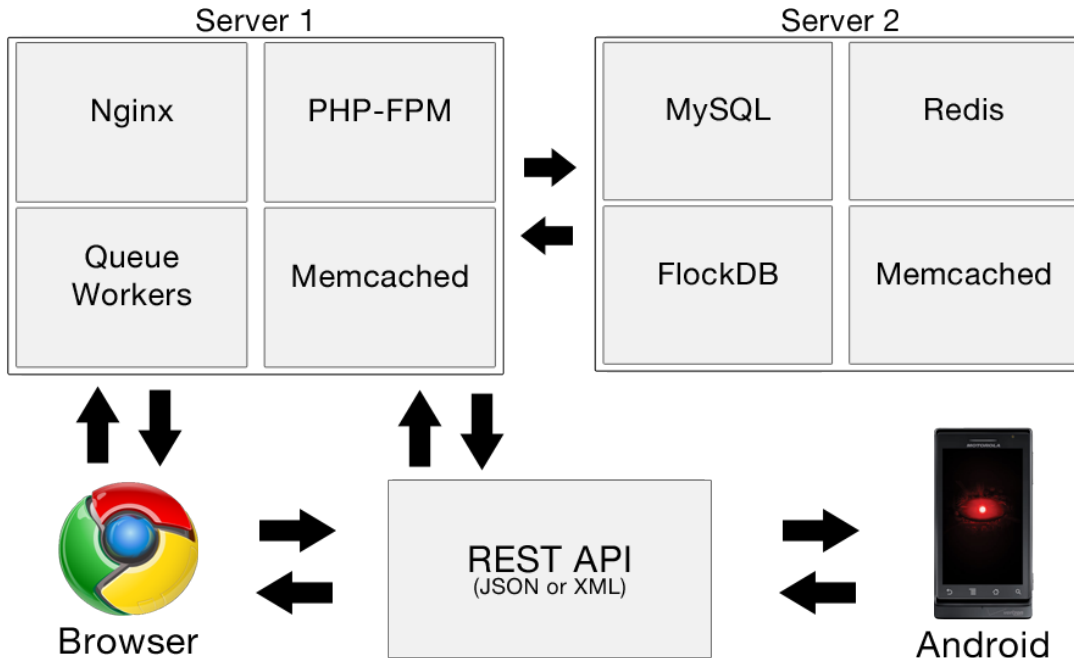 Server 1
Server 2
Nginx
PHP-FPM
MySQL
Redis
Queue
Workers
Memcached
FlockDB
Memcached
REST API
(JSON or XML)
MOTOROLA
Browser
Android